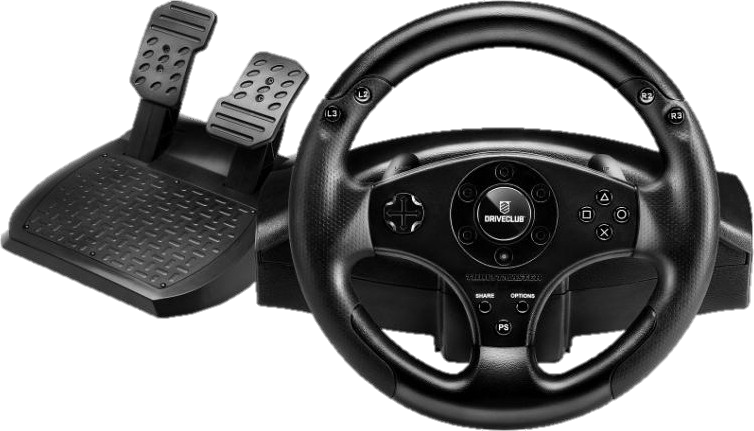 L2
R2
L3
R3
DRIVECLUB
THRUSTMASTER
SHARE OPTIONS
PS